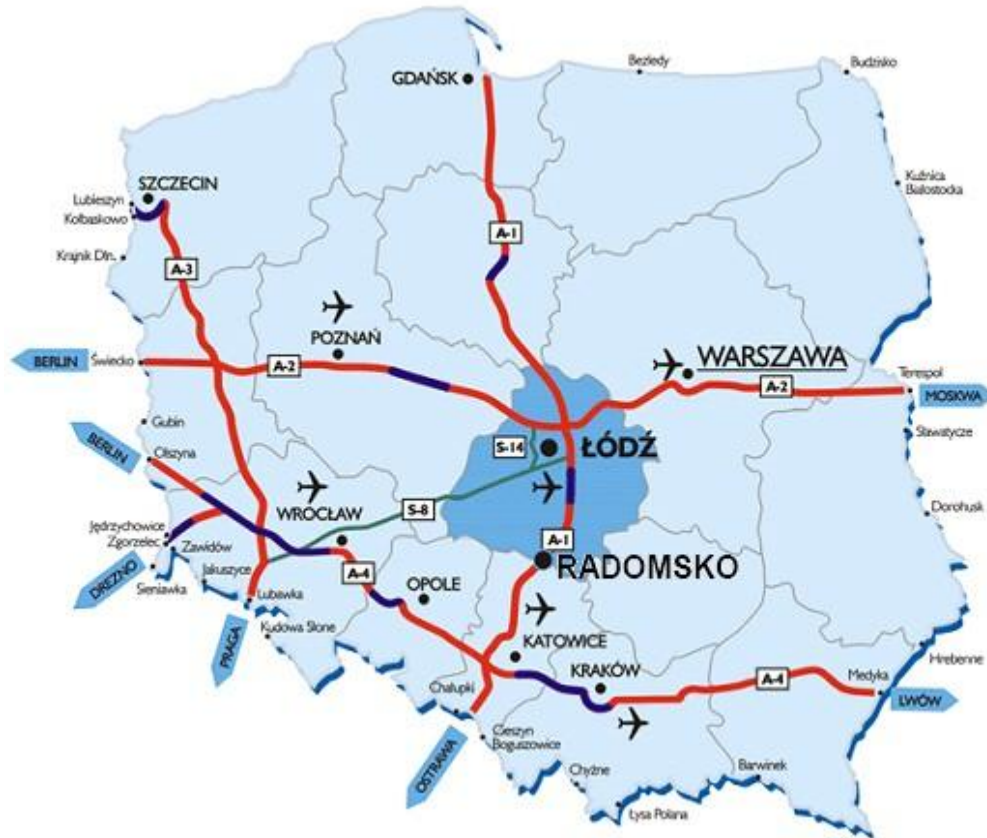 GDAŃSK
Bezledy
Budzisko
SZCZECIN
Lubieszyn
Kołbaskowo
Kuźnica
Białostocka
A-1
Krajnik Dln.
A-3
POZNAŃ
WARSZAWA
BERLIN
Świecko
A-2
A-2
Terespol
MOSKWA
Gubin
Sławatycze
BERLIN
Olszyna
S-14
ŁÓDŹ
WROCŁAW
S-8
Dorohusk
Jędrzychowice
Zgorzelec
Zawidów
A-1
RADOMSKO
DREZNO
Sieniawka
Jakuszyce
Lubawka
A-4
OPOLE
PRAGA
Kudowa Slone
KATOWICE
Hrebenne
KRAKÓW
A-4
Medyka
LWÓW
Chałupki
OSTRAWA
Cieszyn
Boguszowice
Chyżne
Barwinek
Łysa Polana